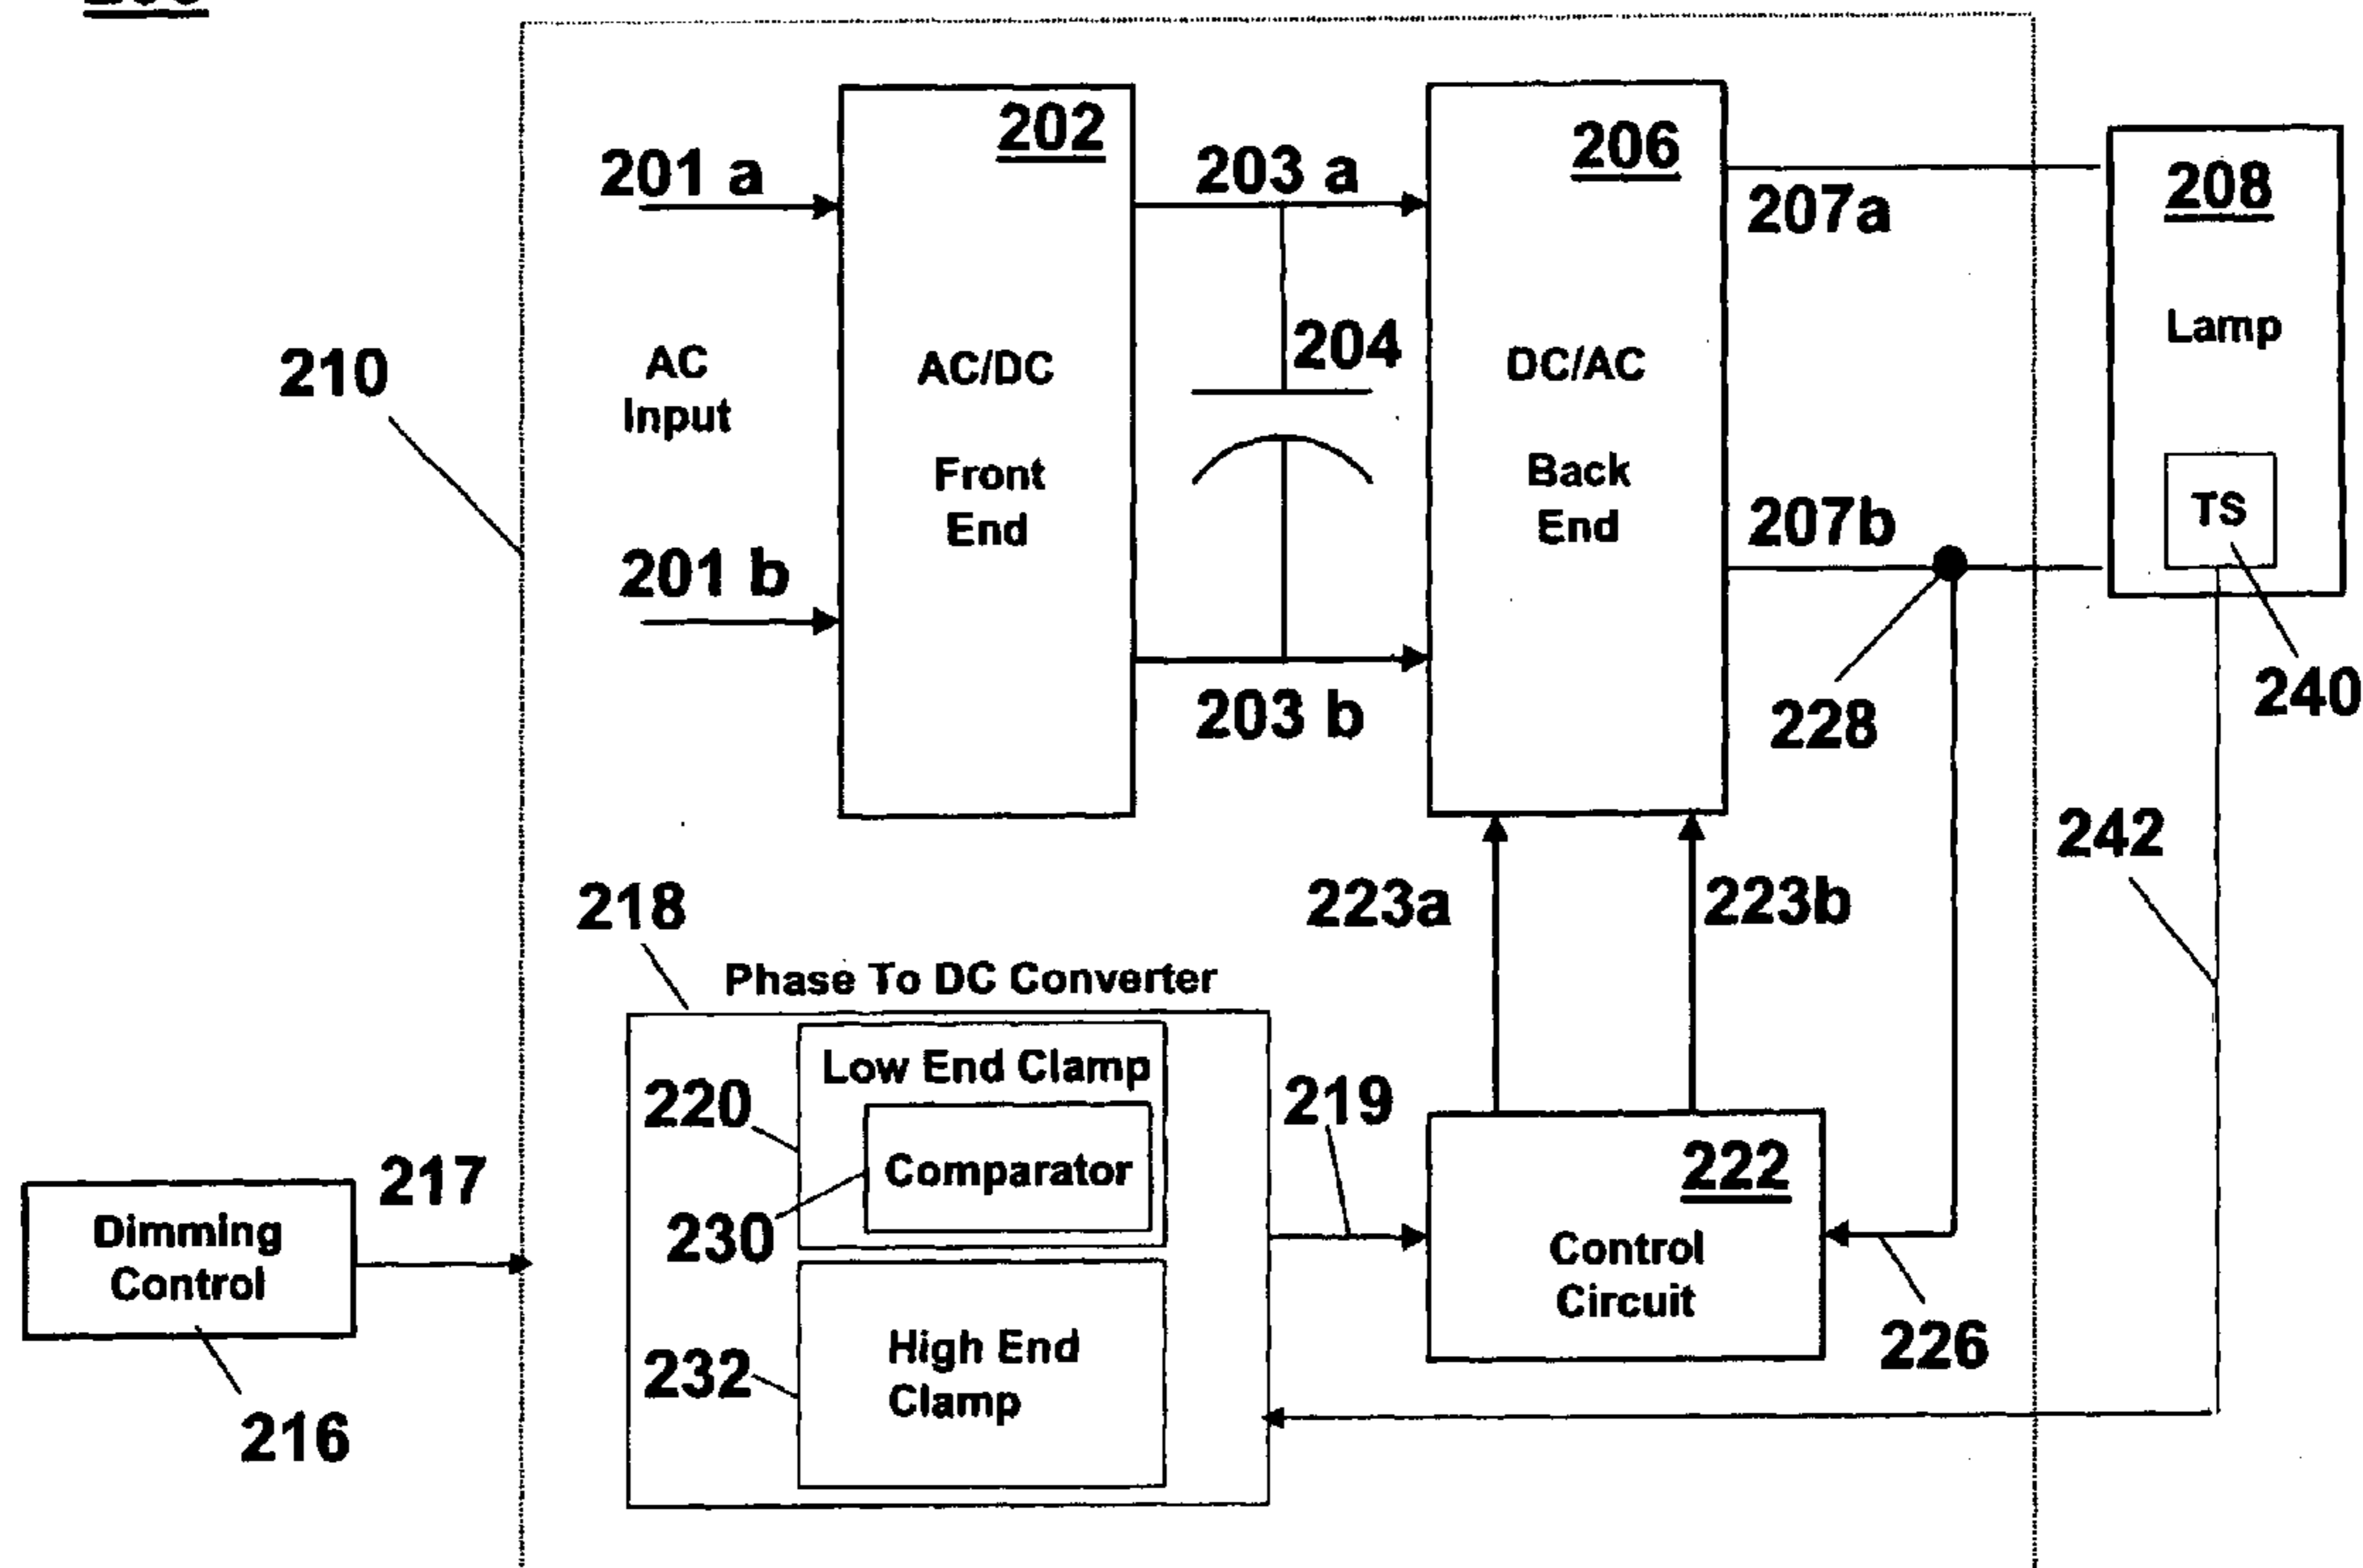 202
206
201 a
203 a
207a
208
Lamp
204
210
AC
Input
AC/DC
Front
End
DC/AC
Back
End
TS
207b
201 b
203 b
228
240
242
218
223a
223b
Phase To DC Converter
Low End Clamp
220
219
Comparator
230
222
Control
Circuit
217
Dimming
Control
216
High End
Clamp
232
226